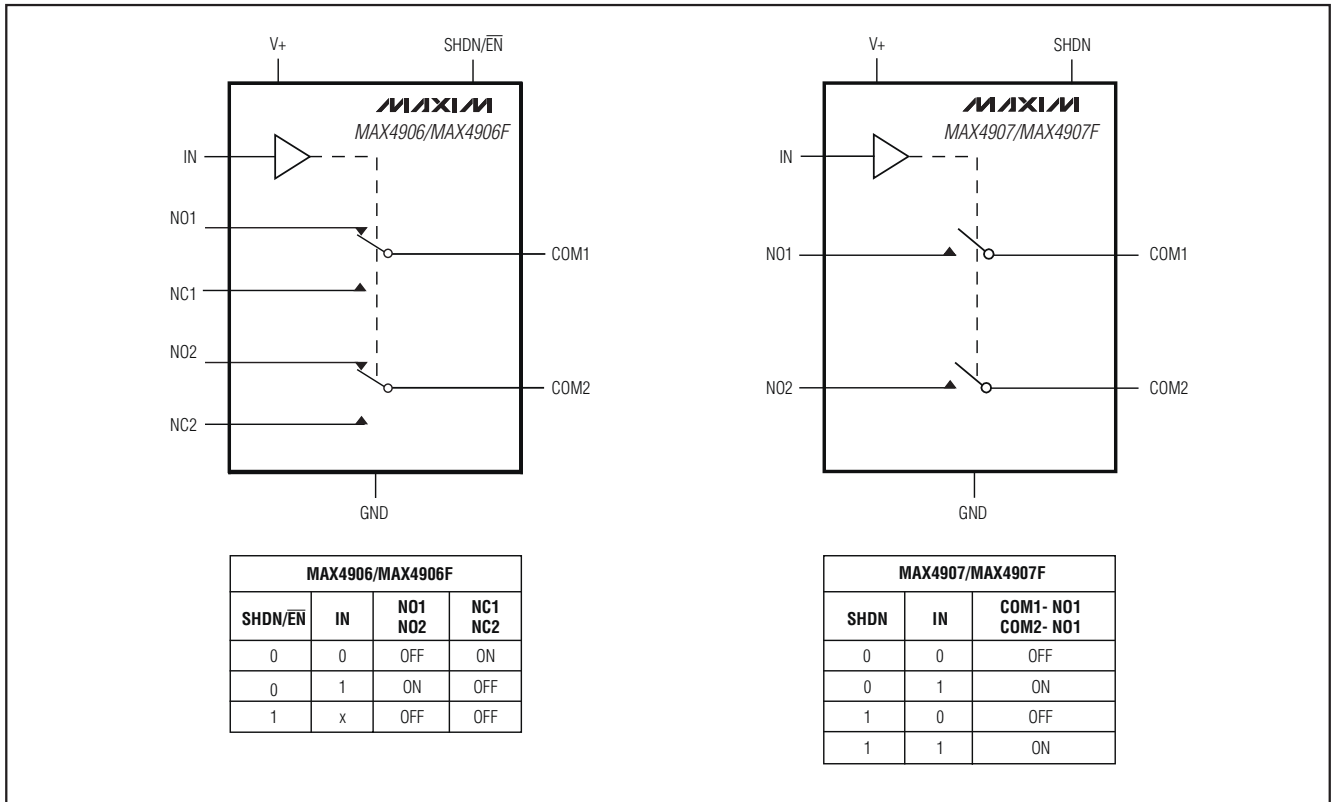 V+
SHDN/EN
MAXIM
MAX4906/MAX4906F
IN
NO1
COM1
NC1
NO2
COM2
NC2
GND
MAX4906/MAX4906F
SHDN/EN IN NO1 NO2 NC1 NC2
0 0 OFF ON
0 1 ON OFF
1 x OFF OFF
V+
SHDN
MAXIM
MAX4907/MAX4907F
IN
NO1
COM1
NO2
COM2
GND
MAX4907/MAX4907F
SHDN IN COM1- NO1 COM2- NO1
0 0 OFF
0 1 ON
1 0 OFF
1 1 ON